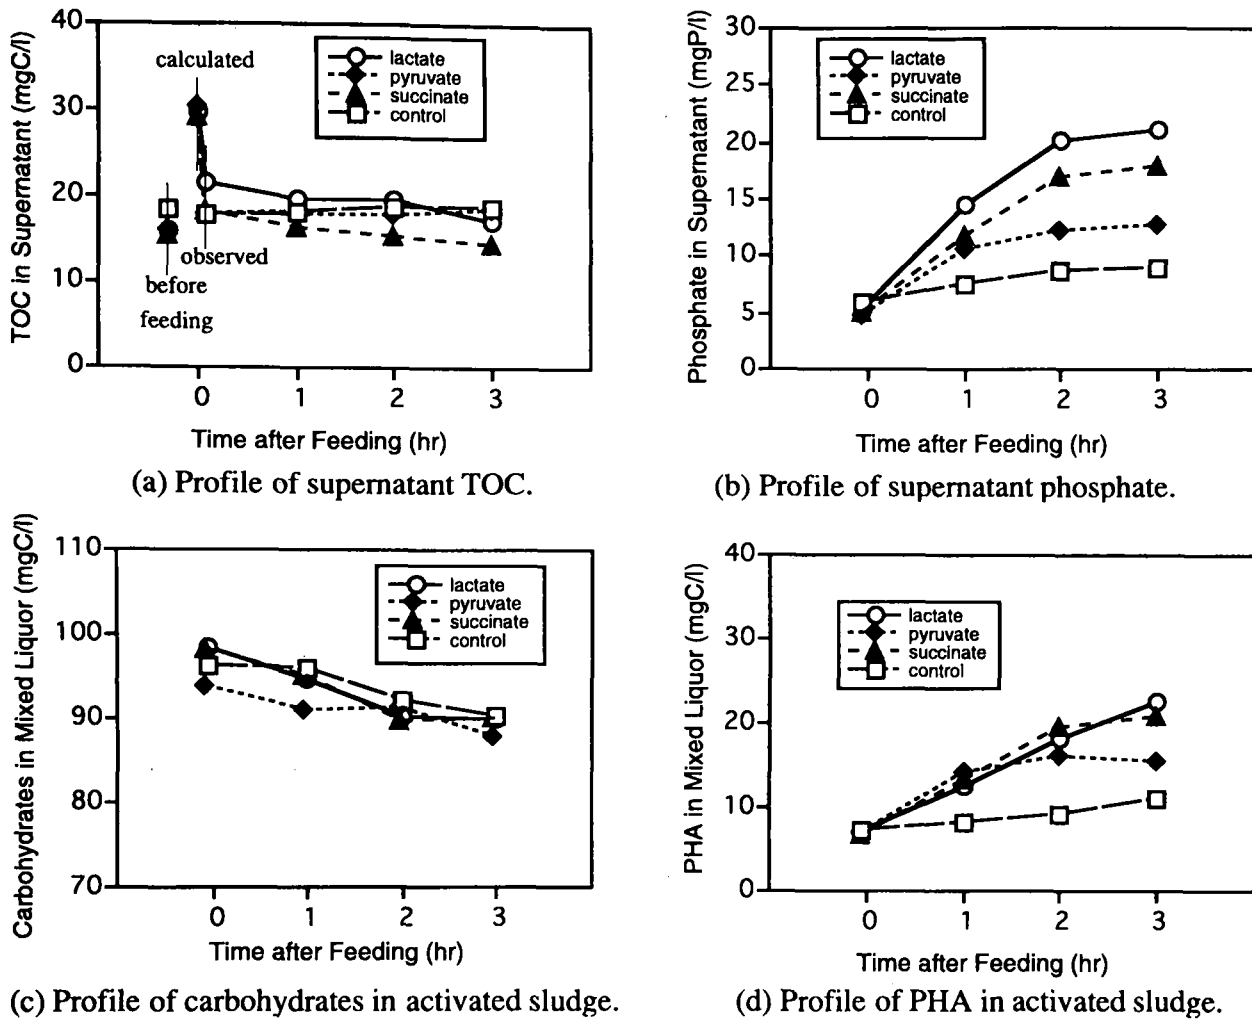 TOC in Supernatant (mgC/l)
40
30
20
10
0
calculated
observed
before
feeding
lactate
pyruvate
succinate
control
0 1 2 3
Time after Feeding (hr)
(a) Profile of supernatant TOC.
Phosphate in Supernatant (mgP/l)
30
25
20
15
10
5
0
lactate
pyruvate
succinate
control
0 1 2 3
Time after Feeding (hr)
(b) Profile of supernatant phosphate.
Carbohydrates in Mixed Liquor (mgC/l)
110
100
90
80
70
lactate
pyruvate
succinate
control
0 1 2 3
Time after Feeding (hr)
(c) Profile of carbohydrates in activated sludge.
PHA in Mixed Liquor (mgC/l)
40
30
20
10
0
lactate
pyruvate
succinate
control
0 1 2 3
Time after Feeding (hr)
(d) Profile of PHA in activated sludge.